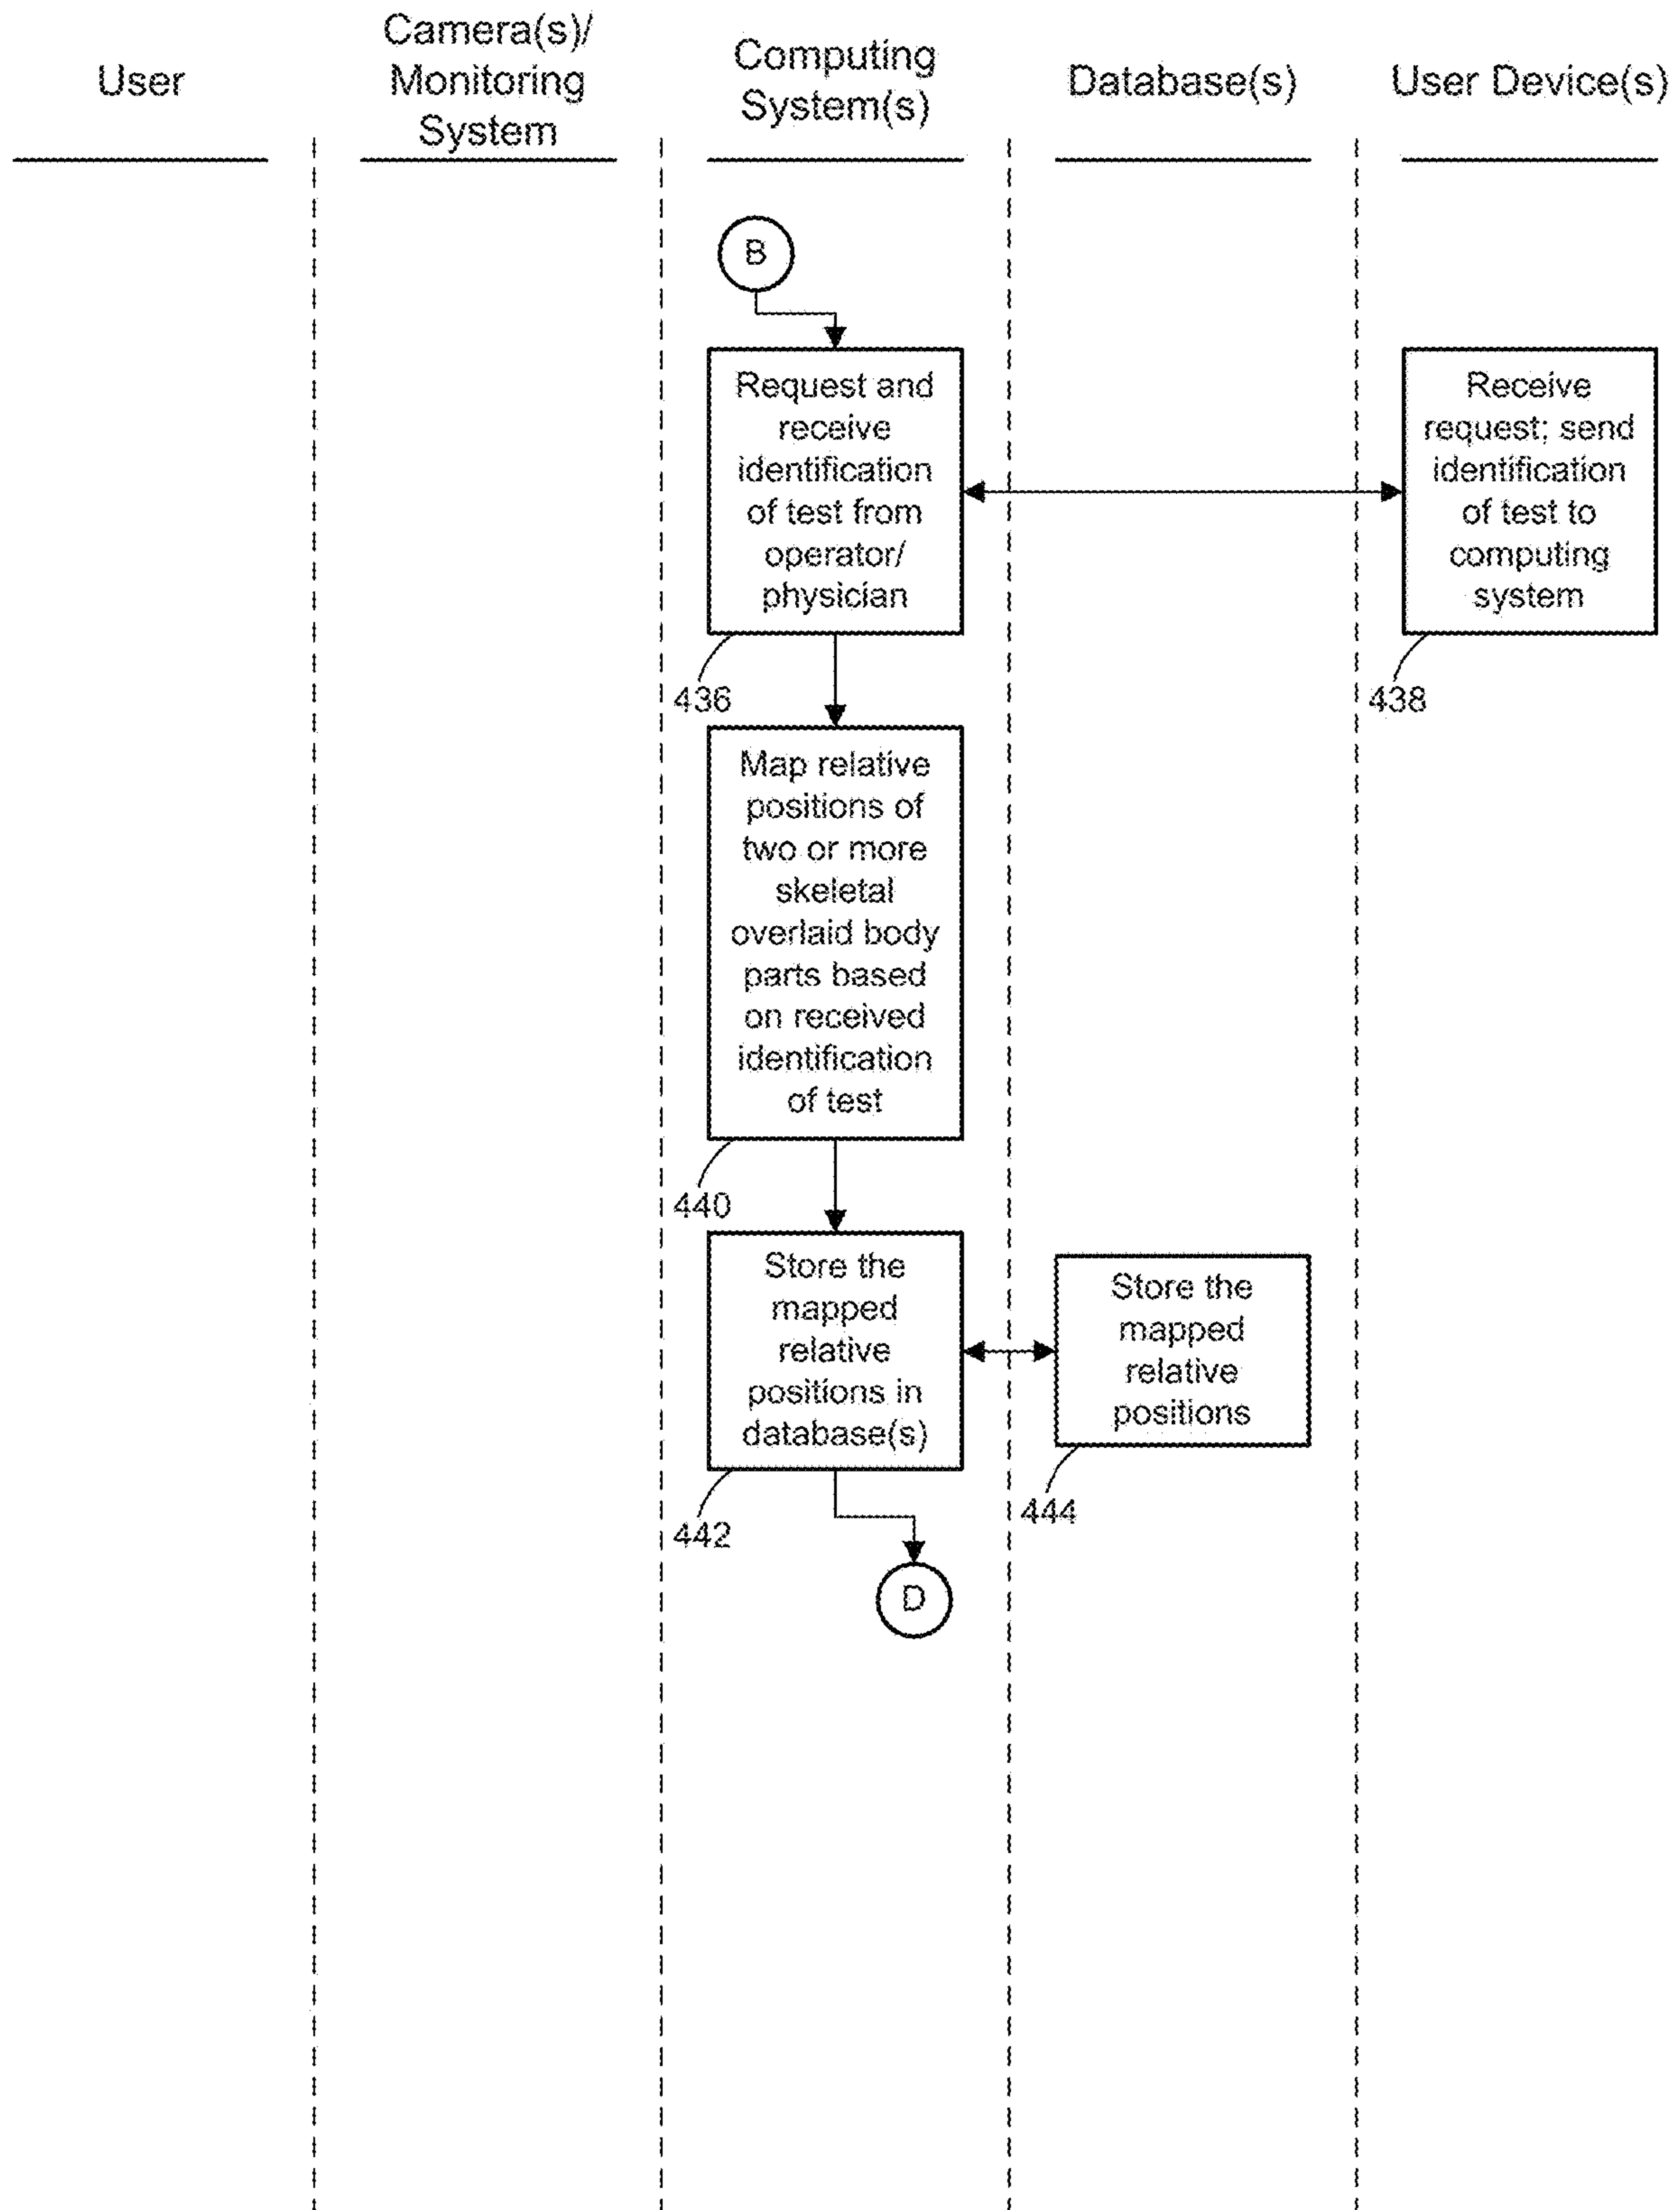 User
Camera(s)/
Monitoring
System
Computing
System(s)
Database(s)
User Device(s)
B
Request and
receive
identification
of test from
operator/
physician
436
Receive
request; send
identification
of test to
computing
system
438
Map relative
positions of
two or more
skeletal
overlaid body
parts based
on received
identification
of test
440
Store the
mapped
relative
positions in
database(s)
442
Store the
mapped
relative
positions
444
D